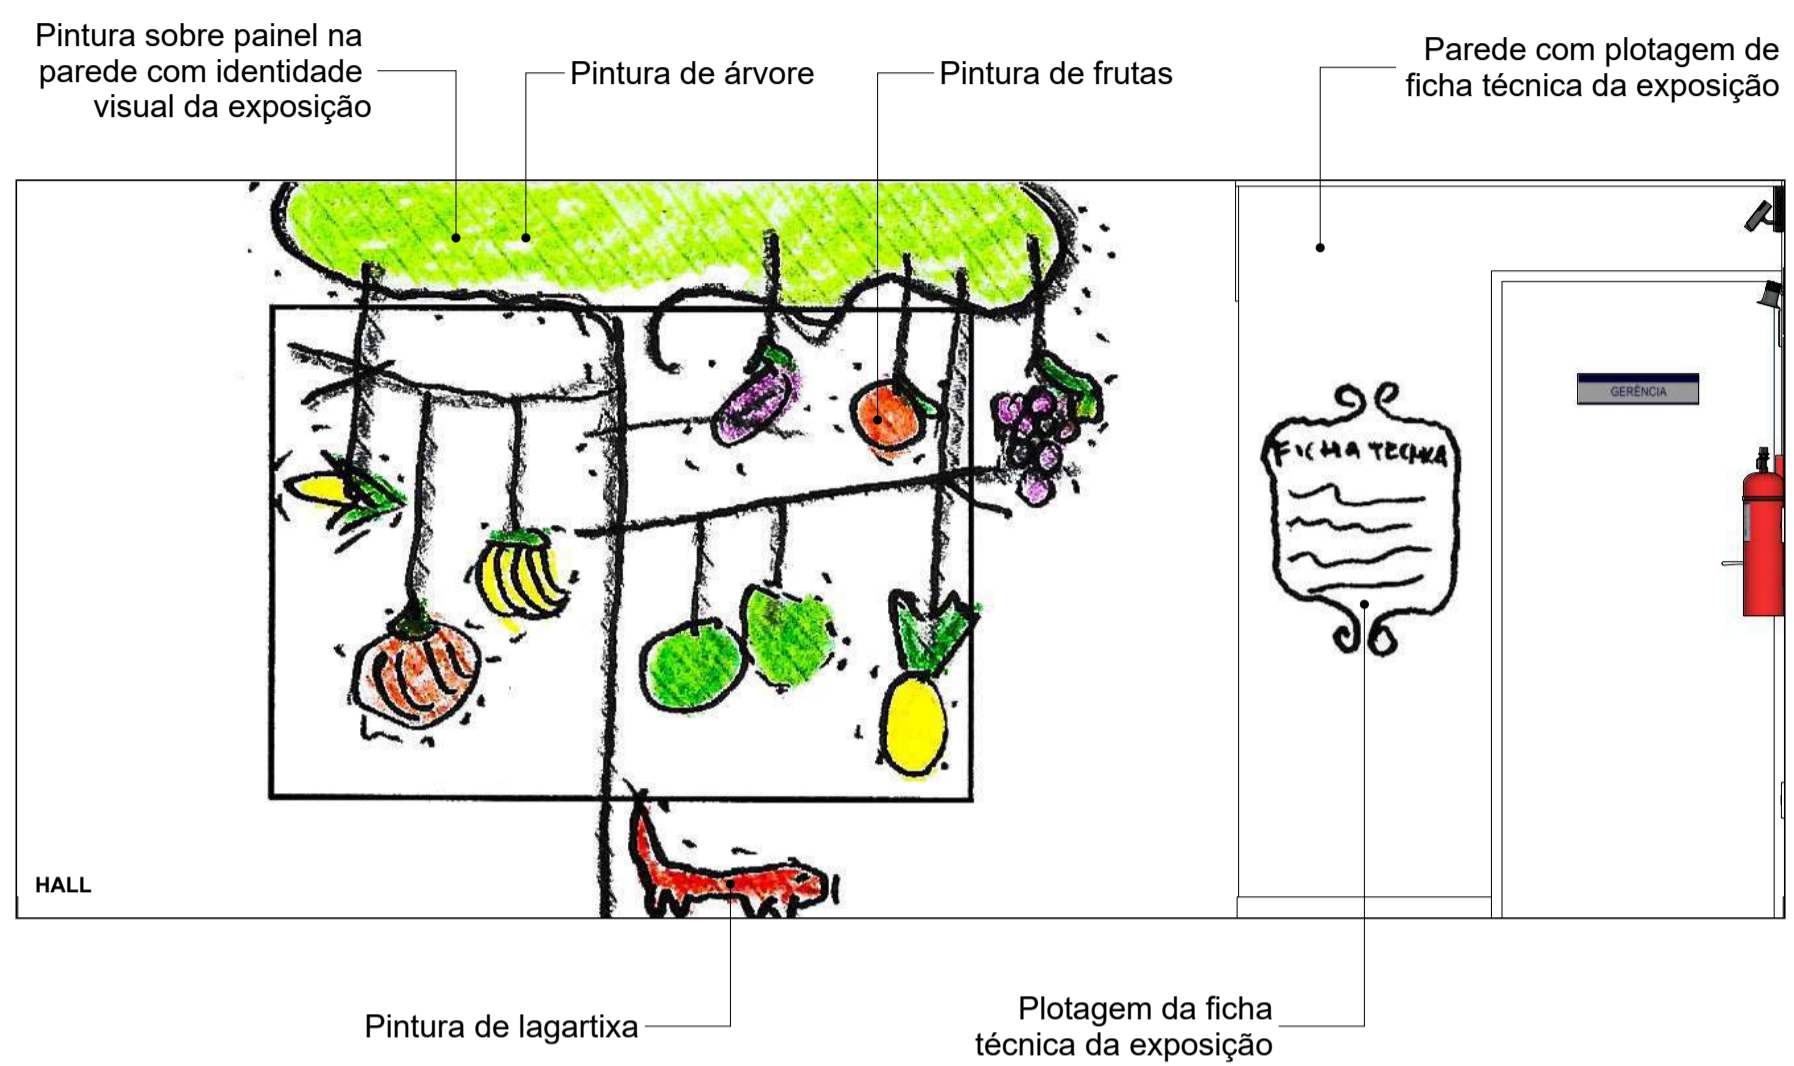 Pintura sobre painel na
parede com identidade
visual da exposição
Pintura de árvore
Pintura de frutas
Parede com plotagem de
ficha técnica da exposição
GERÊNCIA
FICHA TECNICA
HALL
Pintura de lagartixa
Plotagem da ficha
técnica da exposição